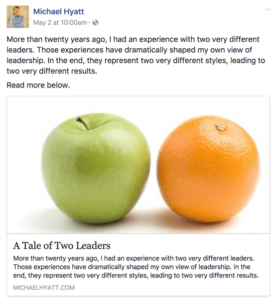 Michael Hyatt
May 2 at 10:00am ·
More than twenty years ago, I had an experience with two very different
leaders. Those experiences have dramatically shaped my own view of
leadership. In the end, they represent two very different styles, leading to
two very different results.
Read more below.
A Tale of Two Leaders
More than twenty years ago, I had an experience with two very different leaders.
Those experiences have dramatically shaped my own view of leadership. In the
end, they represent two very different styles, leading to two very different results.
MICHAELHYATT.COM